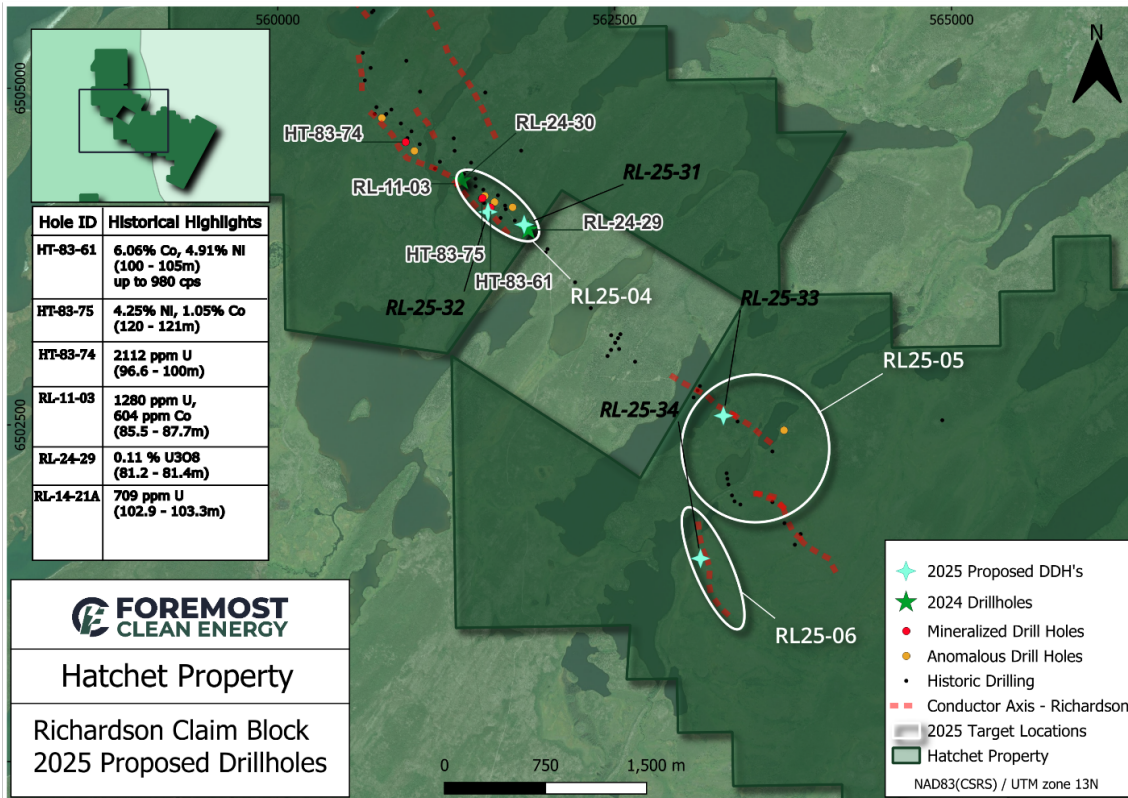 560000
562500
565000
N
6505000
6502500
RL-24-30
HT-83-74
RL-25-31
RL-11-03
RL-24-29
HT-83-75
HT-83-61
RL25-04
RL-25-32
RL-25-33
RL25-05
RL-25-34
RL25-06
Hole ID Historical Highlights
HT-83-61 6.06% Co, 4.91% Ni
(100 - 105m)
up to 980 cps
HT-83-75 4.25% Ni, 1.05% Co
(120 - 121m)
HT-83-74 2112 ppm U
(96.6 - 100m)
RL-11-03 1280 ppm U,
604 ppm Co
(85.5 - 87.7m)
RL-24-29 0.11 % U3O8
(81.2 - 81.4m)
RL-14-21A 709 ppm U
(102.9 - 103.3m)
FOREMOST
CLEAN ENERGY
Hatchet Property
Richardson Claim Block
2025 Proposed Drillholes
0 750 1,500 m
2025 Proposed DDH's
2024 Drillholes
Mineralized Drill Holes
Anomalous Drill Holes
Historic Drilling
Conductor Axis - Richardson
2025 Target Locations
Hatchet Property
NAD83(CSRS) / UTM zone 13N